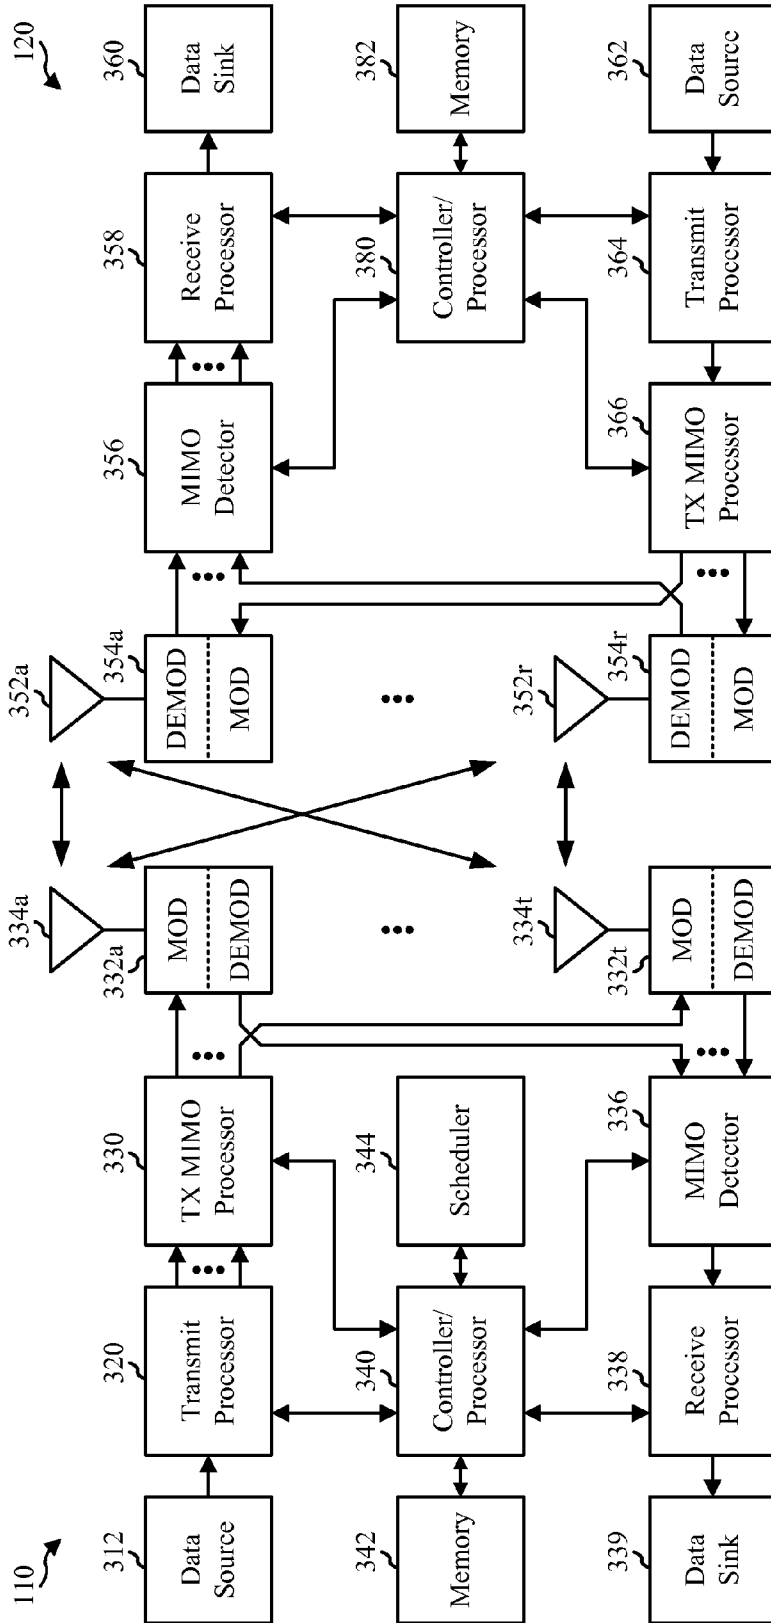 110
120
312
Data
Source
320
Transmit
Processor
330
TX MIMO
Processor
332a
MOD
DEMOD
334a
352a
354a
DEMOD
MOD
356
MIMO
Detector
358
Receive
Processor
360
Data
Sink
342
Memory
340
Controller/
Processor
344
Scheduler
380
Controller/
Processor
382
Memory
339
Data
Sink
338
Receive
Processor
336
MIMO
Detector
332t
MOD
DEMOD
334t
352r
354r
DEMOD
MOD
366
TX MIMO
Processor
364
Transmit
Processor
362
Data
Source